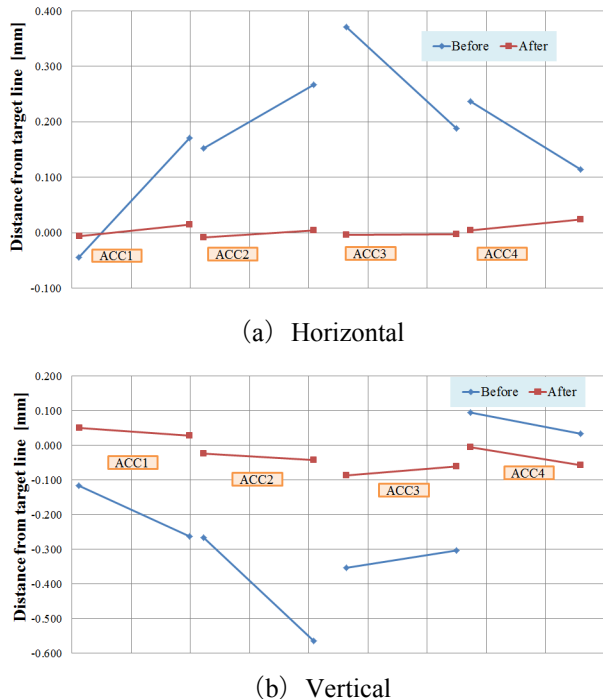 Distance from target line [mm]
0.400
0.300
0.200
0.100
0.000
-0.100
Before
After
ACC1
ACC2
ACC3
ACC4
(a) Horizontal
Distance from target line [mm]
0.200
0.100
0.000
-0.100
-0.200
-0.300
-0.400
-0.500
-0.600
Before
After
ACC1
ACC2
ACC3
ACC4
(b) Vertical